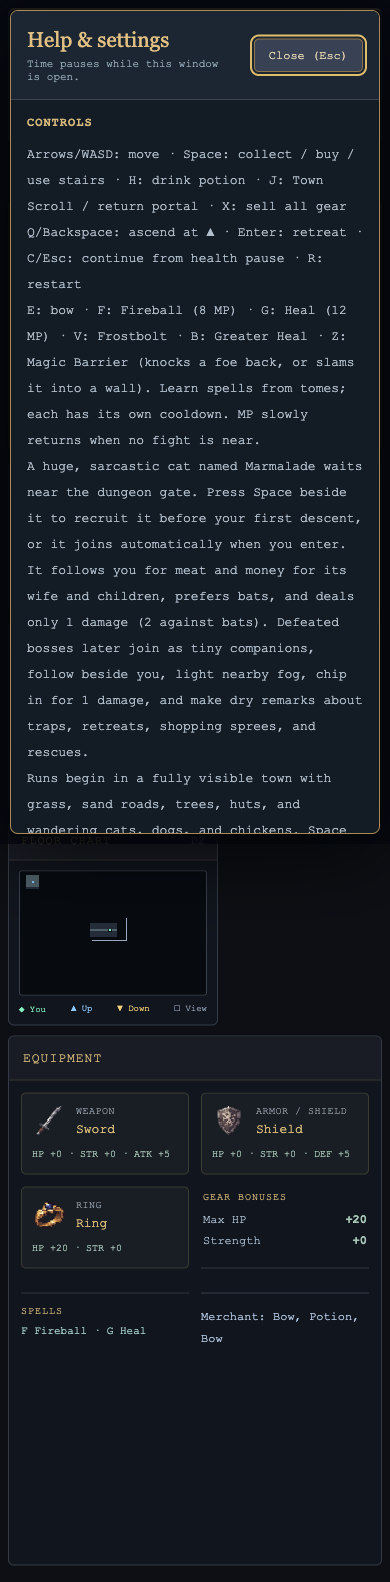 Help & settings
Time pauses while this window
is open.
Close (Esc)
CONTROLS
Arrows/WASD: move · Space: collect / buy /
use stairs · H: drink potion · J: Town
Scroll / return portal · X: sell all gear
Q/Backspace: ascend at ▲ · Enter: retreat ·
C/Esc: continue from health pause · R:
restart
E: bow · F: Fireball (8 MP) · G: Heal (12
MP) · V: Frostbolt · B: Greater Heal · Z:
Magic Barrier (knocks a foe back, or slams
it into a wall). Learn spells from tomes;
each has its own cooldown. MP slowly
returns when no fight is near.
A huge, sarcastic cat named Marmalade waits
near the dungeon gate. Press Space beside
it to recruit it before your first descent,
or it joins automatically when you enter.
It follows you for meat and money for its
wife and children, prefers bats, and deals
only 1 damage (2 against bats). Defeated
bosses later join as tiny companions,
follow beside you, light nearby fog, chip
in for 1 damage, and make dry remarks about
traps, retreats, shopping sprees, and
rescues.
Runs begin in a fully visible town with
grass, sand roads, trees, huts, and
wandering cats, dogs, and chickens. Space
FLOOR CHART
◆ You ▲ Up ▼ Down □ View
EQUIPMENT
WEAPON
Sword
HP +0 · STR +0 · ATK +5
ARMOR / SHIELD
Shield
HP +0 · STR +0 · DEF +5
RING
Ring
HP +20 · STR +0
GEAR BONUSES
Max HP +20
Strength +0
SPELLS
F Fireball · G Heal
Merchant: Bow, Potion,
Bow